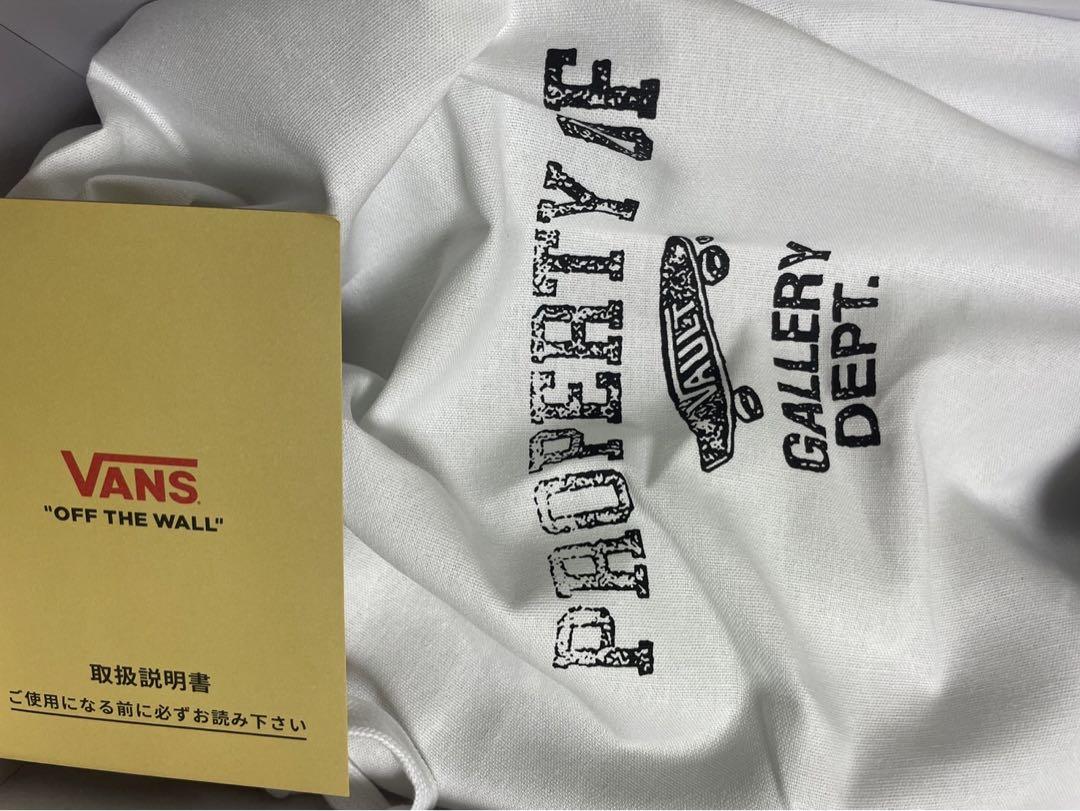 VANS
"OFF THE WALL"
取扱説明書
ご使用になる前に必ずお読み下さい
PROPERTY OF
VAULT
GALLERY
DEPT.